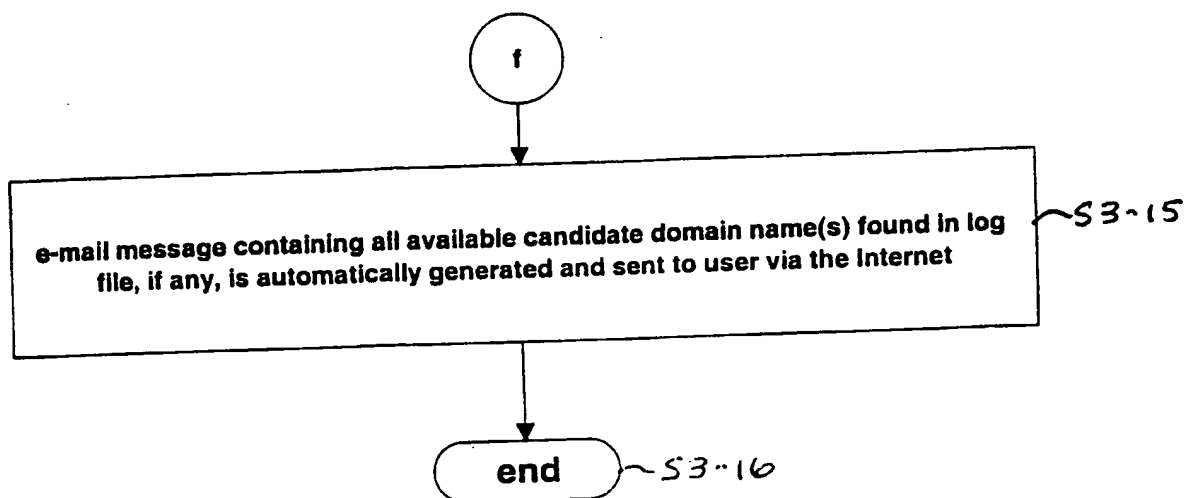 f
e-mail message containing all available candidate domain name(s) found in log
file, if any, is automatically generated and sent to user via the Internet
S3-15
end
S3-16